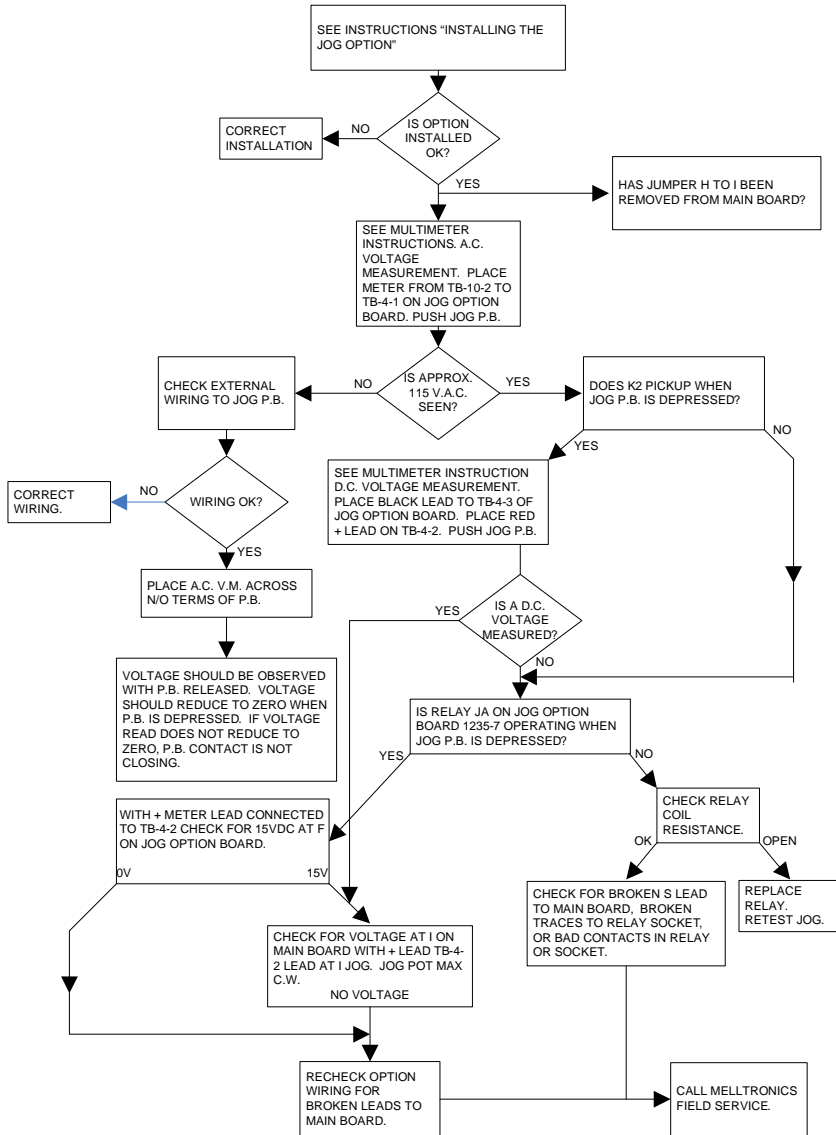 SEE INSTRUCTIONS "INSTALLING THE
JOG OPTION"
IS OPTION
INSTALLED
OK?
NO
CORRECT
INSTALLATION
YES
HAS JUMPER H TO I BEEN
REMOVED FROM MAIN BOARD?
SEE MULTIMETER
INSTRUCTIONS. A.C.
VOLTAGE
MEASUREMENT. PLACE
METER FROM TB-10-2 TO
TB-4-1 ON JOG OPTION
BOARD. PUSH JOG P.B.
IS APPROX.
115 V.A.C.
SEEN?
NO
YES
CHECK EXTERNAL
WIRING TO JOG P.B.
DOES K2 PICKUP WHEN
JOG P.B. IS DEPRESSED?
YES
NO
SEE MULTIMETER INSTRUCTION
D.C. VOLTAGE MEASUREMENT.
PLACE BLACK LEAD TO TB-4-3 OF
JOG OPTION BOARD. PLACE RED
+ LEAD ON TB-4-2. PUSH JOG P.B.
WIRING OK?
NO
CORRECT
WIRING.
YES
PLACE A.C. V.M. ACROSS
N/O TERMS OF P.B.
IS A D.C.
VOLTAGE
MEASURED?
YES
NO
VOLTAGE SHOULD BE OBSERVED
WITH P.B. RELEASED. VOLTAGE
SHOULD REDUCE TO ZERO WHEN
P.B. IS DEPRESSED. IF VOLTAGE
READ DOES NOT REDUCE TO
ZERO, P.B. CONTACT IS NOT
CLOSING.
IS RELAY JA ON JOG OPTION
BOARD 1235-7 OPERATING WHEN
JOG P.B. IS DEPRESSED?
YES
NO
WITH + METER LEAD CONNECTED
TO TB-4-2 CHECK FOR 15VDC AT F
ON JOG OPTION BOARD.
0V
15V
CHECK RELAY
COIL
RESISTANCE.
OK
OPEN
CHECK FOR BROKEN S LEAD
TO MAIN BOARD, BROKEN
TRACES TO RELAY SOCKET,
OR BAD CONTACTS IN RELAY
OR SOCKET.
REPLACE
RELAY.
RETEST JOG.
CHECK FOR VOLTAGE AT I ON
MAIN BOARD WITH + LEAD TB-4-
2 LEAD AT I JOG. JOG POT MAX
C.W.
NO VOLTAGE
RECHECK OPTION
WIRING FOR
BROKEN LEADS TO
MAIN BOARD.
CALL MELLTRONICS
FIELD SERVICE.